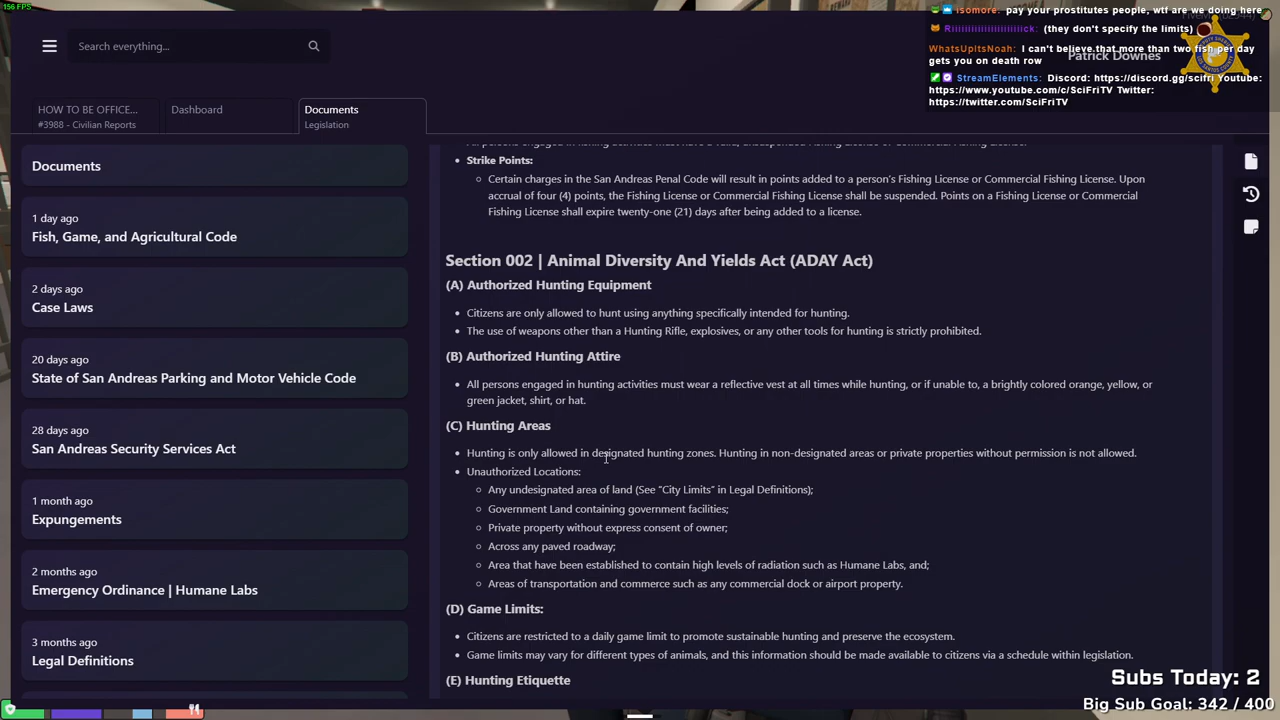 156 FPS
Isomore: pay your prostitutes people, wtf are we doing here
(they don't specify the limits)
WhatsUpItsNoah: I can't believe that more than two fish per day
gets you on death row
StreamElements: Discord: https://discord.gg/scifri Youtube:
https://www.youtube.com/c/SciFriTV Twitter:
https://twitter.com/SciFriTV
Patrick Downes
Search everything...
HOW TO BE OFFICE...
#3988 - Civilian Reports
Dashboard
Documents
Legislation
Documents
1 day ago
Fish, Game, and Agricultural Code
2 days ago
Case Laws
20 days ago
State of San Andreas Parking and Motor Vehicle Code
28 days ago
San Andreas Security Services Act
1 month ago
Expungements
2 months ago
Emergency Ordinance | Humane Labs
3 months ago
Legal Definitions
Strike Points:
Certain charges in the San Andreas Penal Code will result in points added to a person's Fishing License or Commercial Fishing License. Upon
accrual of four (4) points, the Fishing License or Commercial Fishing License shall be suspended. Points on a Fishing License or Commercial
Fishing License shall expire twenty-one (21) days after being added to a license.
Section 002 | Animal Diversity And Yields Act (ADAY Act)
(A) Authorized Hunting Equipment
Citizens are only allowed to hunt using anything specifically intended for hunting.
The use of weapons other than a Hunting Rifle, explosives, or any other tools for hunting is strictly prohibited.
(B) Authorized Hunting Attire
All persons engaged in hunting activities must wear a reflective vest at all times while hunting, or if unable to, a brightly colored orange, yellow, or
green jacket, shirt, or hat.
(C) Hunting Areas
Hunting is only allowed in designated hunting zones. Hunting in non-designated areas or private properties without permission is not allowed.
Unauthorized Locations:
Any undesignated area of land (See "City Limits" in Legal Definitions);
Government Land containing government facilities;
Private property without express consent of owner;
Across any paved roadway;
Area that have been established to contain high levels of radiation such as Humane Labs, and;
Areas of transportation and commerce such as any commercial dock or airport property.
(D) Game Limits:
Citizens are restricted to a daily game limit to promote sustainable hunting and preserve the ecosystem.
Game limits may vary for different types of animals, and this information should be made available to citizens via a schedule within legislation.
(E) Hunting Etiquette
Subs Today: 2
Big Sub Goal: 342 / 400